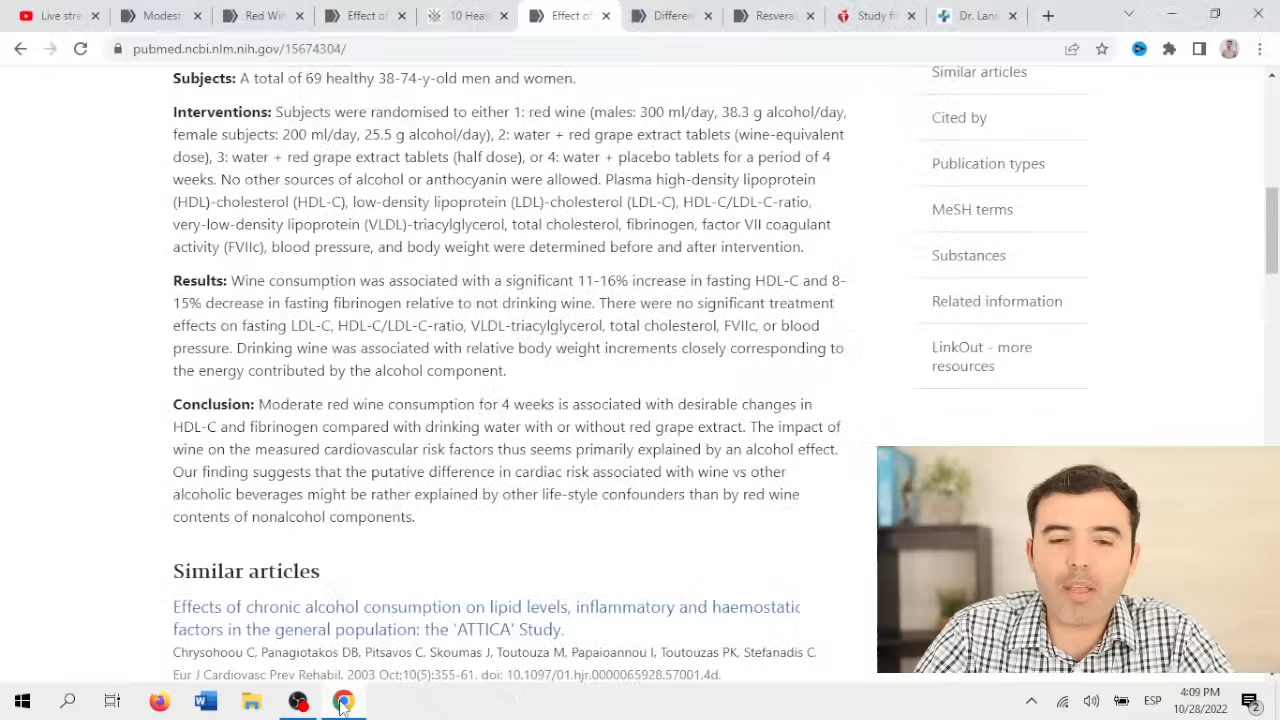 Live stre
Modest
Red Win
Effect of
10 Healt
Effect of
Differen
Resvera
Study fi
Dr. Land
pubmed.ncbi.nlm.nih.gov/15674304/
Subjects: A total of 69 healthy 38-74-y-old men and women.
Interventions: Subjects were randomised to either 1: red wine (males: 300 ml/day, 38.3 g alcohol/day,
female subjects: 200 ml/day, 25.5 g alcohol/day), 2: water + red grape extract tablets (wine-equivalent
dose), 3: water + red grape extract tablets (half dose), or 4: water + placebo tablets for a period of 4
weeks. No other sources of alcohol or anthocyanin were allowed. Plasma high-density lipoprotein
(HDL)-cholesterol (HDL-C), low-density lipoprotein (LDL)-cholesterol (LDL-C), HDL-C/LDL-C-ratio,
very-low-density lipoprotein (VLDL)-triacylglycerol, total cholesterol, fibrinogen, factor VII coagulant
activity (FVIIc), blood pressure, and body weight were determined before and after intervention.
Results: Wine consumption was associated with a significant 11-16% increase in fasting HDL-C and 8-
15% decrease in fasting fibrinogen relative to not drinking wine. There were no significant treatment
effects on fasting LDL-C, HDL-C/LDL-C-ratio, VLDL-triacylglycerol, total cholesterol, FVIIc, or blood
pressure. Drinking wine was associated with relative body weight increments closely corresponding to
the energy contributed by the alcohol component.
Conclusion: Moderate red wine consumption for 4 weeks is associated with desirable changes in
HDL-C and fibrinogen compared with drinking water with or without red grape extract. The impact of
wine on the measured cardiovascular risk factors thus seems primarily explained by an alcohol effect.
Our finding suggests that the putative difference in cardiac risk associated with wine vs other
alcoholic beverages might be rather explained by other life-style confounders than by red wine
contents of nonalcohol components.
Similar articles
Effects of chronic alcohol consumption on lipid levels, inflammatory and haemostatic
factors in the general population: the 'ATTICA' Study.
Chrysohoou C, Panagiotakos DB, Pitsavos C, Skoumas J, Toutouza M, Papaioannou I, Toutouzas PK, Stefanadis C.
Eur J Cardiovasc Prev Rehabil. 2003 Oct;10(5):355-61. doi: 10.1097/01.hjr.0000065928.57001.4d.
Similar articles
Cited by
Publication types
MeSH terms
Substances
Related information
LinkOut - more
resources
ESP
4:09 PM
10/28/2022
2